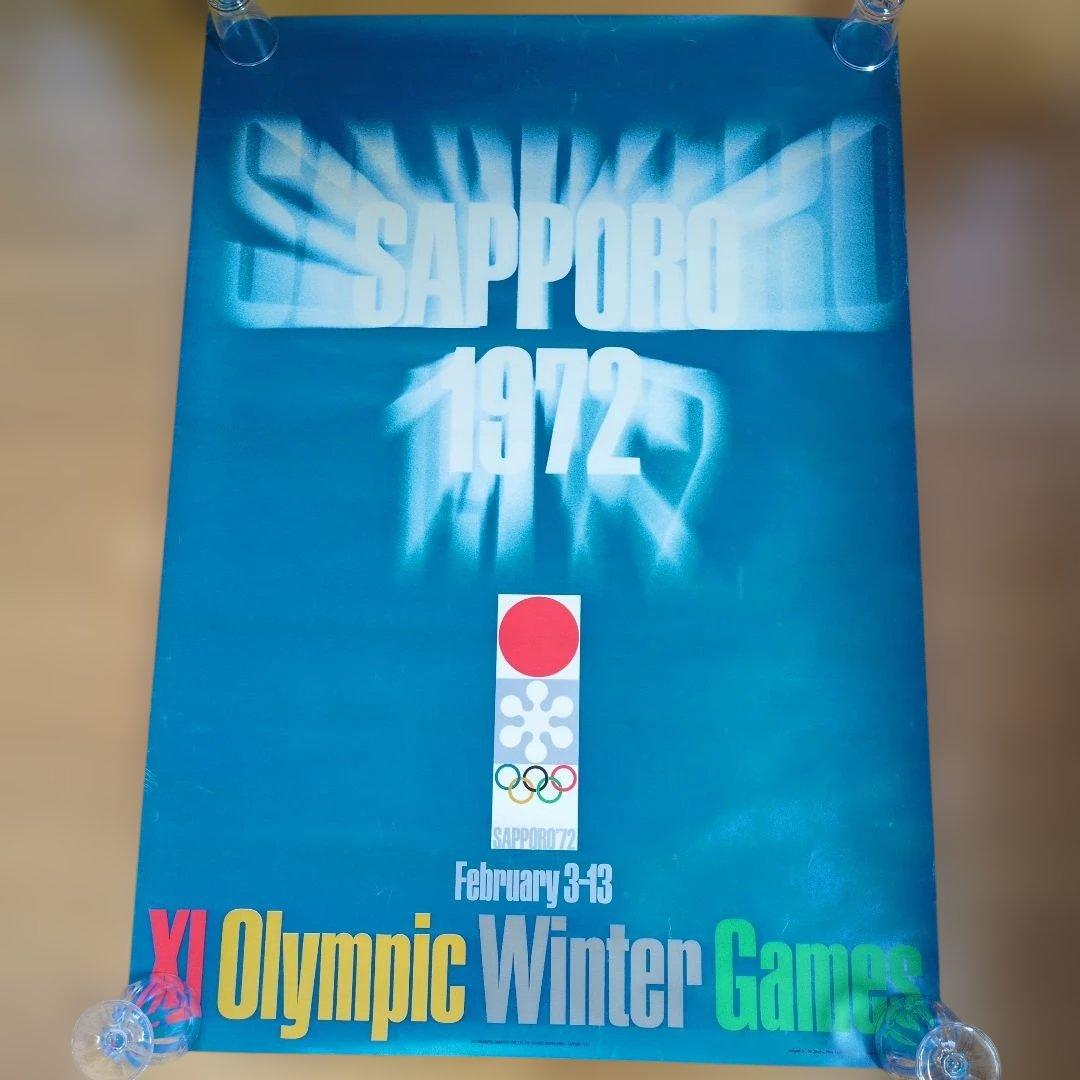 SAPPORO
1972
SAPPORO'72
February 3-13
XI Olympic Winter Games